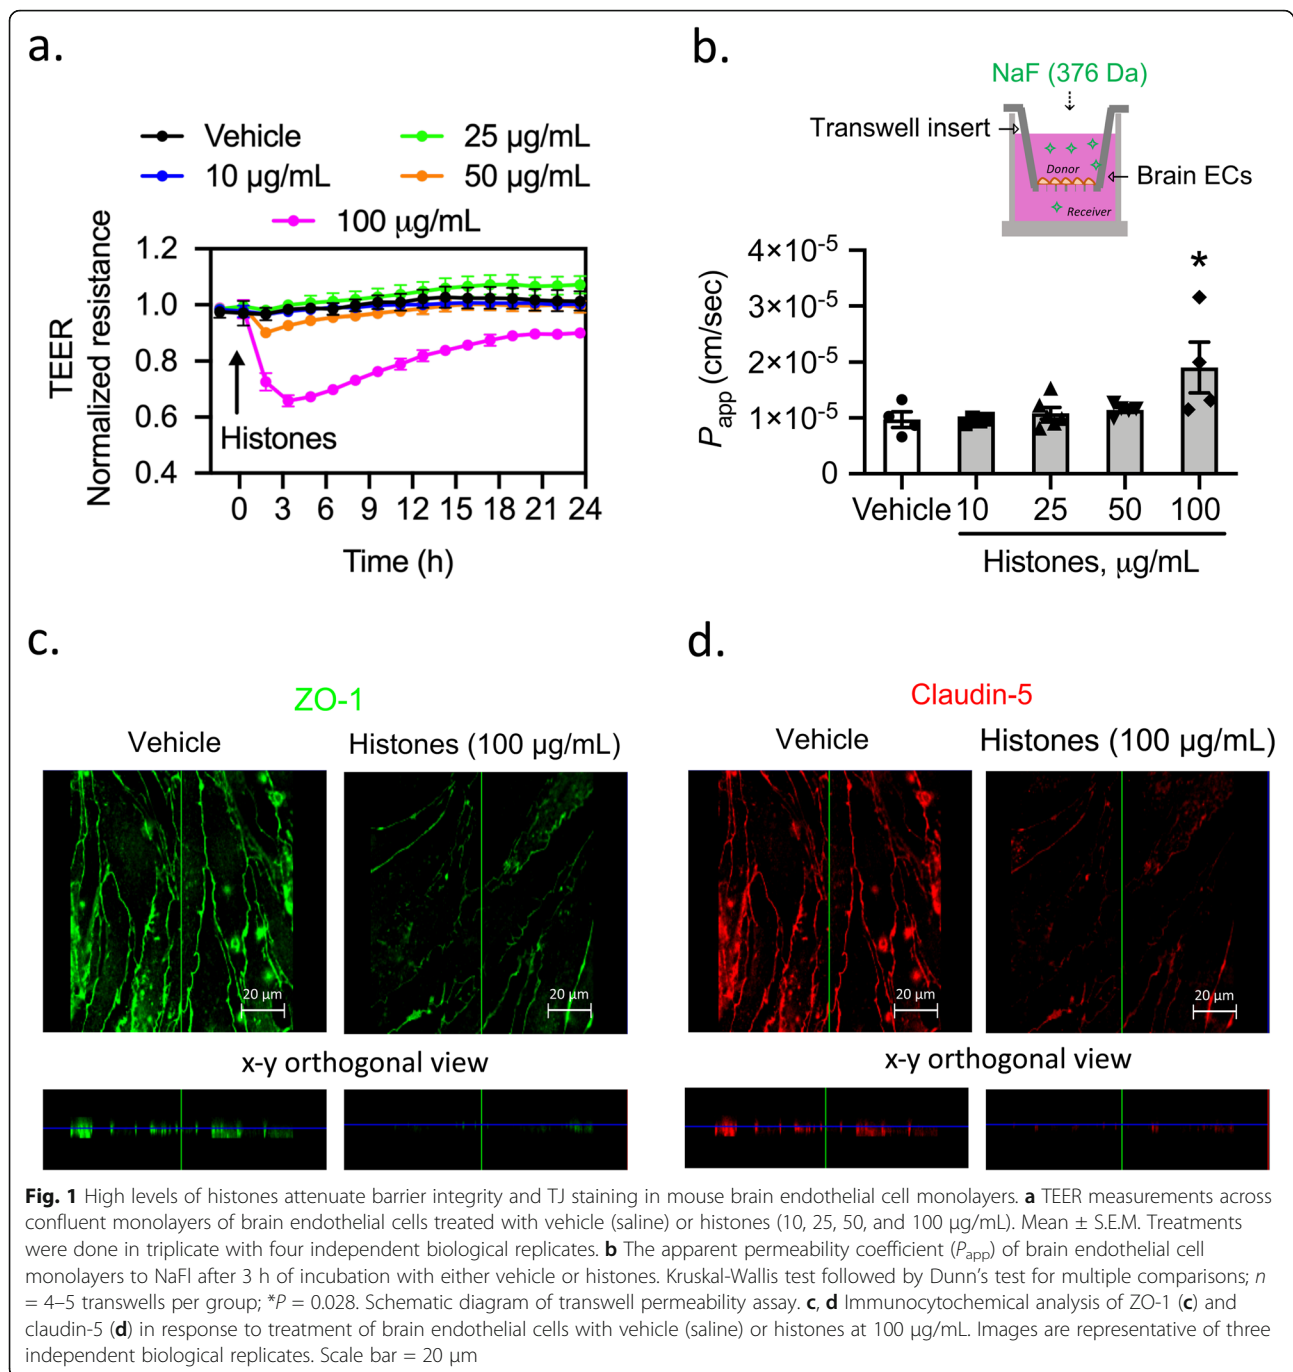 a.
Vehicle
25 μg/mL
10 μg/mL
50 μg/mL
100 μg/mL
TEER
Normalized resistance
1.2
1.0
0.8
0.6
0.4
Histones
0 3 6 9 12 15 18 21 24
Time (h)
b.
NaF (376 Da)
Transwell insert
Donor
Brain ECs
Receiver
Papp (cm/sec)
4×10-5
3×10-5
2×10-5
1×10-5
0
*
Vehicle 10 25 50 100
Histones, μg/mL
c.
ZO-1
Vehicle
Histones (100 μg/mL)
20 μm
20 μm
x-y orthogonal view
d.
Claudin-5
Vehicle
Histones (100 μg/mL)
20 μm
20 μm
x-y orthogonal view
Fig. 1 High levels of histones attenuate barrier integrity and TJ staining in mouse brain endothelial cell monolayers. a TEER measurements across
confluent monolayers of brain endothelial cells treated with vehicle (saline) or histones (10, 25, 50, and 100 μg/mL). Mean ± S.E.M. Treatments
were done in triplicate with four independent biological replicates. b The apparent permeability coefficient (Papp) of brain endothelial cell
monolayers to NaFl after 3 h of incubation with either vehicle or histones. Kruskal-Wallis test followed by Dunn's test for multiple comparisons; n
= 4–5 transwells per group; *P = 0.028. Schematic diagram of transwell permeability assay. c, d Immunocytochemical analysis of ZO-1 (c) and
claudin-5 (d) in response to treatment of brain endothelial cells with vehicle (saline) or histones at 100 μg/mL. Images are representative of three
independent biological replicates. Scale bar = 20 μm